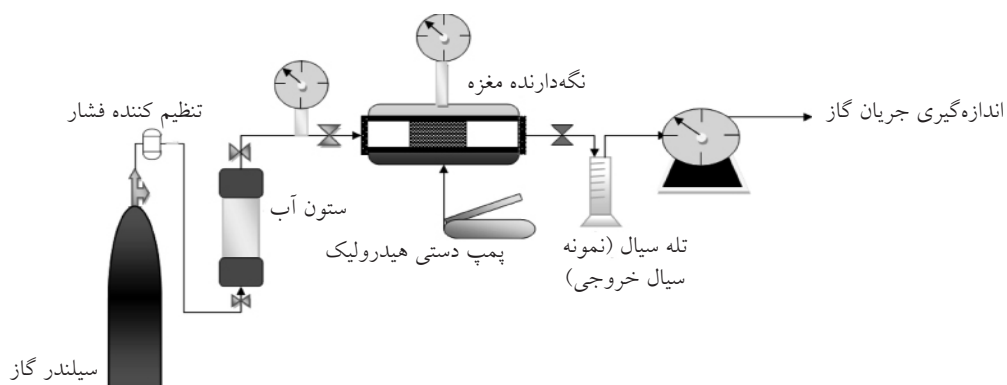 نگه‌دارنده مغزه
اندازه‌گیری جریان گاز
تنظیم کننده فشار
ستون آب
تله سیال (نمونه
سیال خروجی)
پمپ دستی هیدرولیک
سیلندر گاز